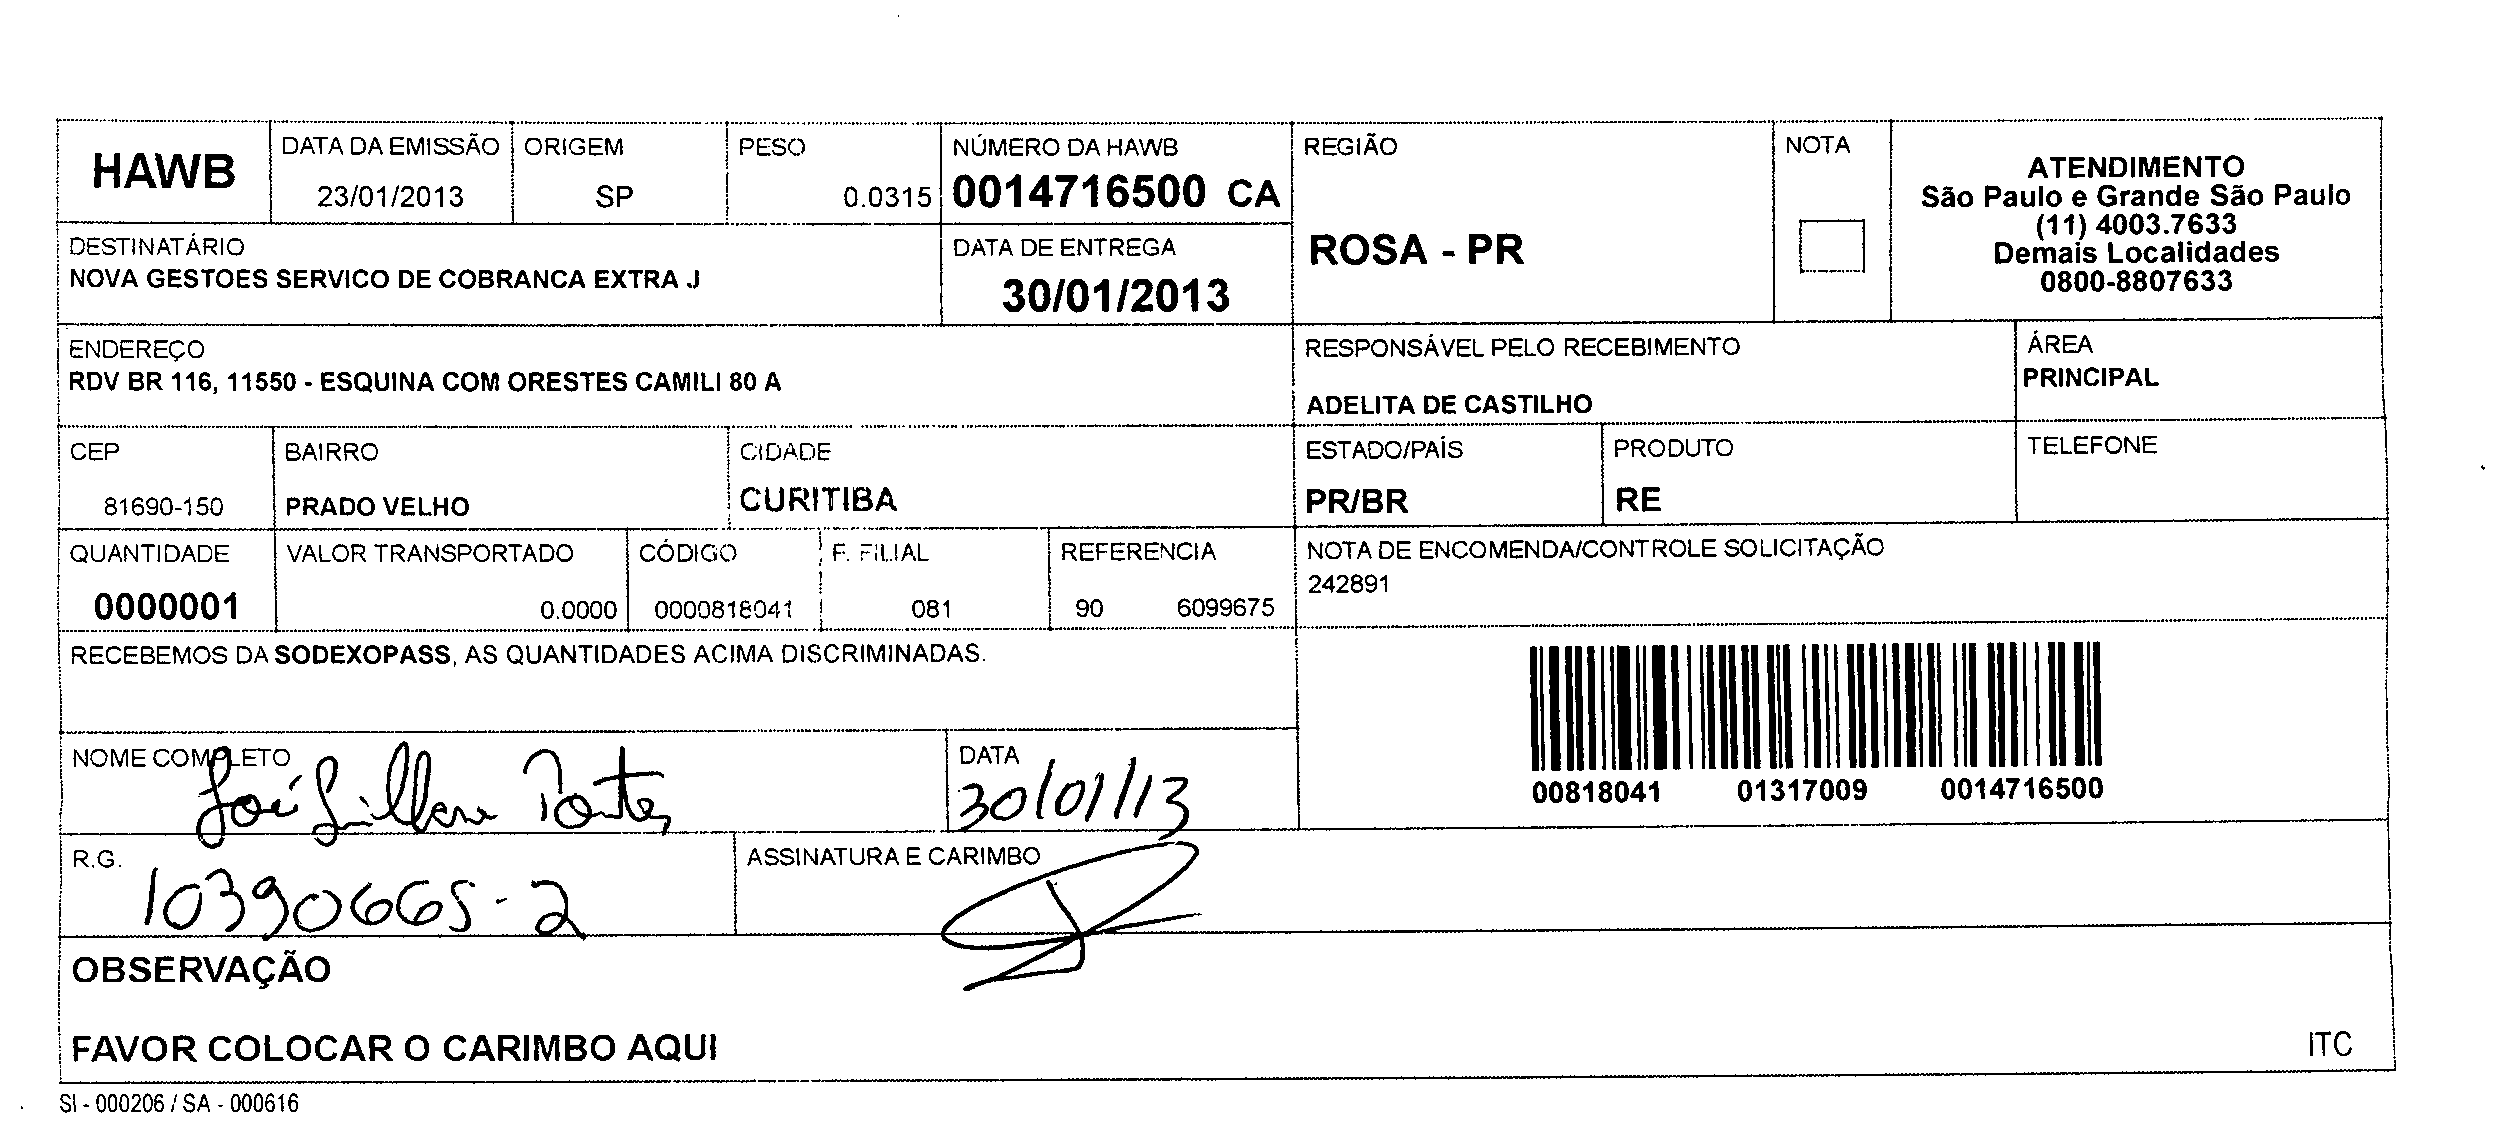 HAWB
DATA DA EMISSÃO
23/01/2013
ORIGEM
SP
PESO
0.0315
NÚMERO DA HAWB
0014716500 CA
REGIÃO
ROSA - PR
NOTA
ATENDIMENTO
São Paulo e Grande São Paulo
(11) 4003.7633
Demais Localidades
0800-8807633
DESTINATÁRIO
NOVA GESTOES SERVICO DE COBRANCA EXTRA J
DATA DE ENTREGA
30/01/2013
ENDEREÇO
RDV BR 116, 11550 - ESQUINA COM ORESTES CAMILI 80 A
RESPONSÁVEL PELO RECEBIMENTO
ADELITA DE CASTILHO
ÁREA
PRINCIPAL
CEP
81690-150
BAIRRO
PRADO VELHO
CIDADE
CURITIBA
ESTADO/PAÍS
PR/BR
PRODUTO
RE
TELEFONE
QUANTIDADE
0000001
VALOR TRANSPORTADO
0.0000
CÓDIGO
0000818041
F. FILIAL
081
REFERENCIA
90 6099675
NOTA DE ENCOMENDA/CONTROLE SOLICITAÇÃO
242891
RECEBEMOS DA SODEXOPASS, AS QUANTIDADES ACIMA DISCRIMINADAS.
00818041 01317009 0014716500
NOME COMPLETO
José
DATA
30/01/13
R.G.
10390665-2
ASSINATURA E CARIMBO
OBSERVAÇÃO
FAVOR COLOCAR O CARIMBO AQUI
ITC
SI - 000206 / SA - 000616